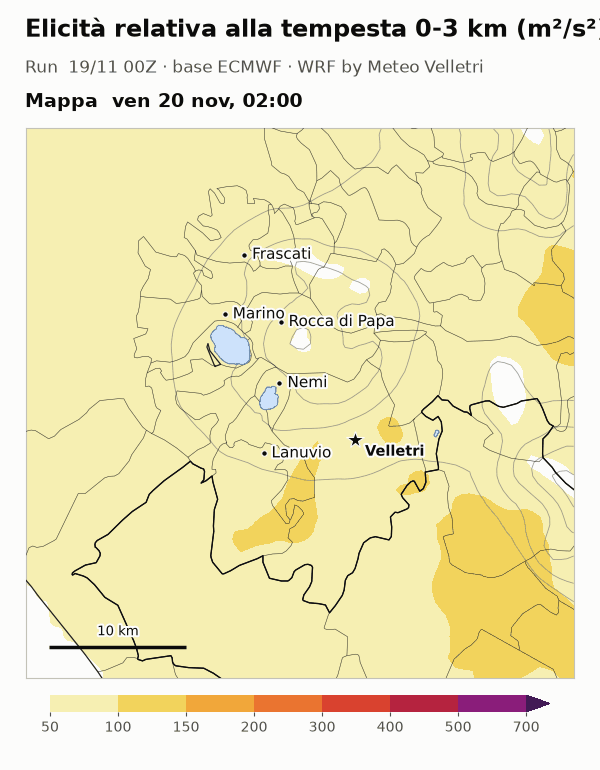 Elicità relativa alla tempesta 0-3 km (m²/s²)
Run 19/11 00Z · base ECMWF · WRF by Meteo Velletri
Mappa ven 20 nov, 02:00
Frascati
Marino
Rocca di Papa
Nemi
Velletri
Lanuvio
10 km
50 100 150 200 300 400 500 700